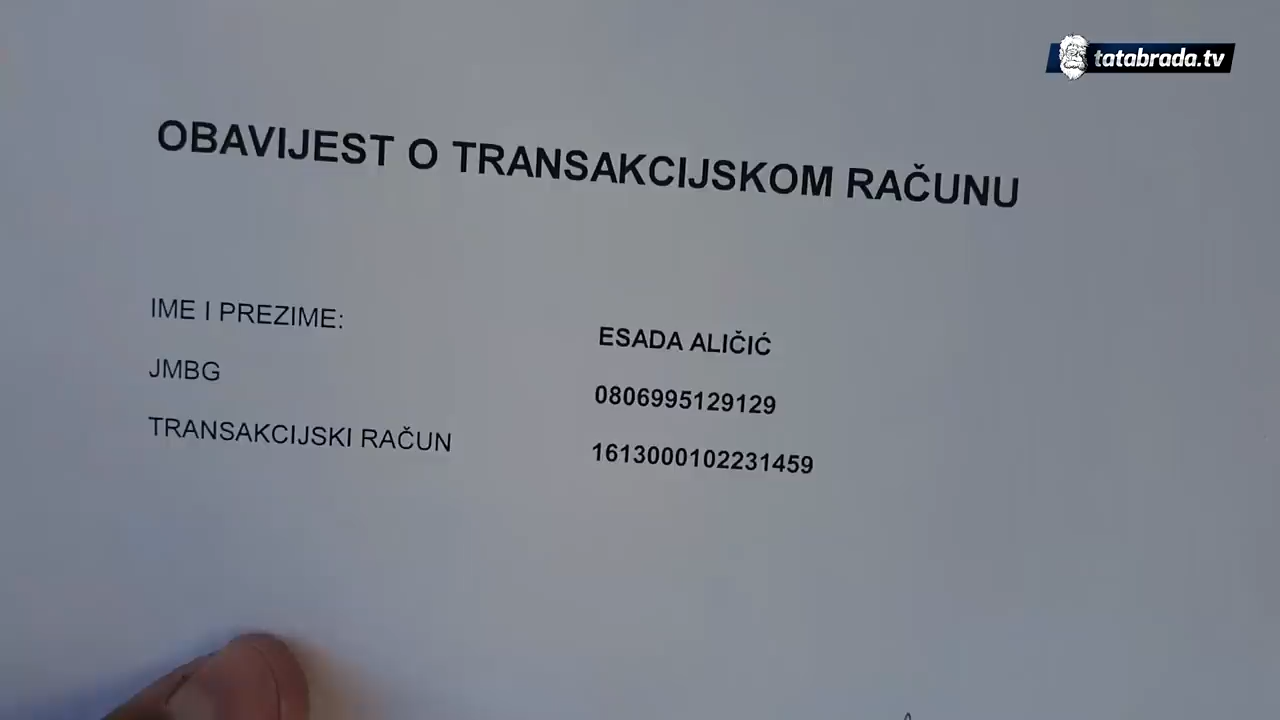 tatabrada.tv
OBAVIJEST O TRANSAKCIJSKOM RAČUNU
IME I PREZIME: ESADA ALIČIĆ
JMBG 0806995129129
TRANSAKCIJSKI RAČUN 1613000102231459